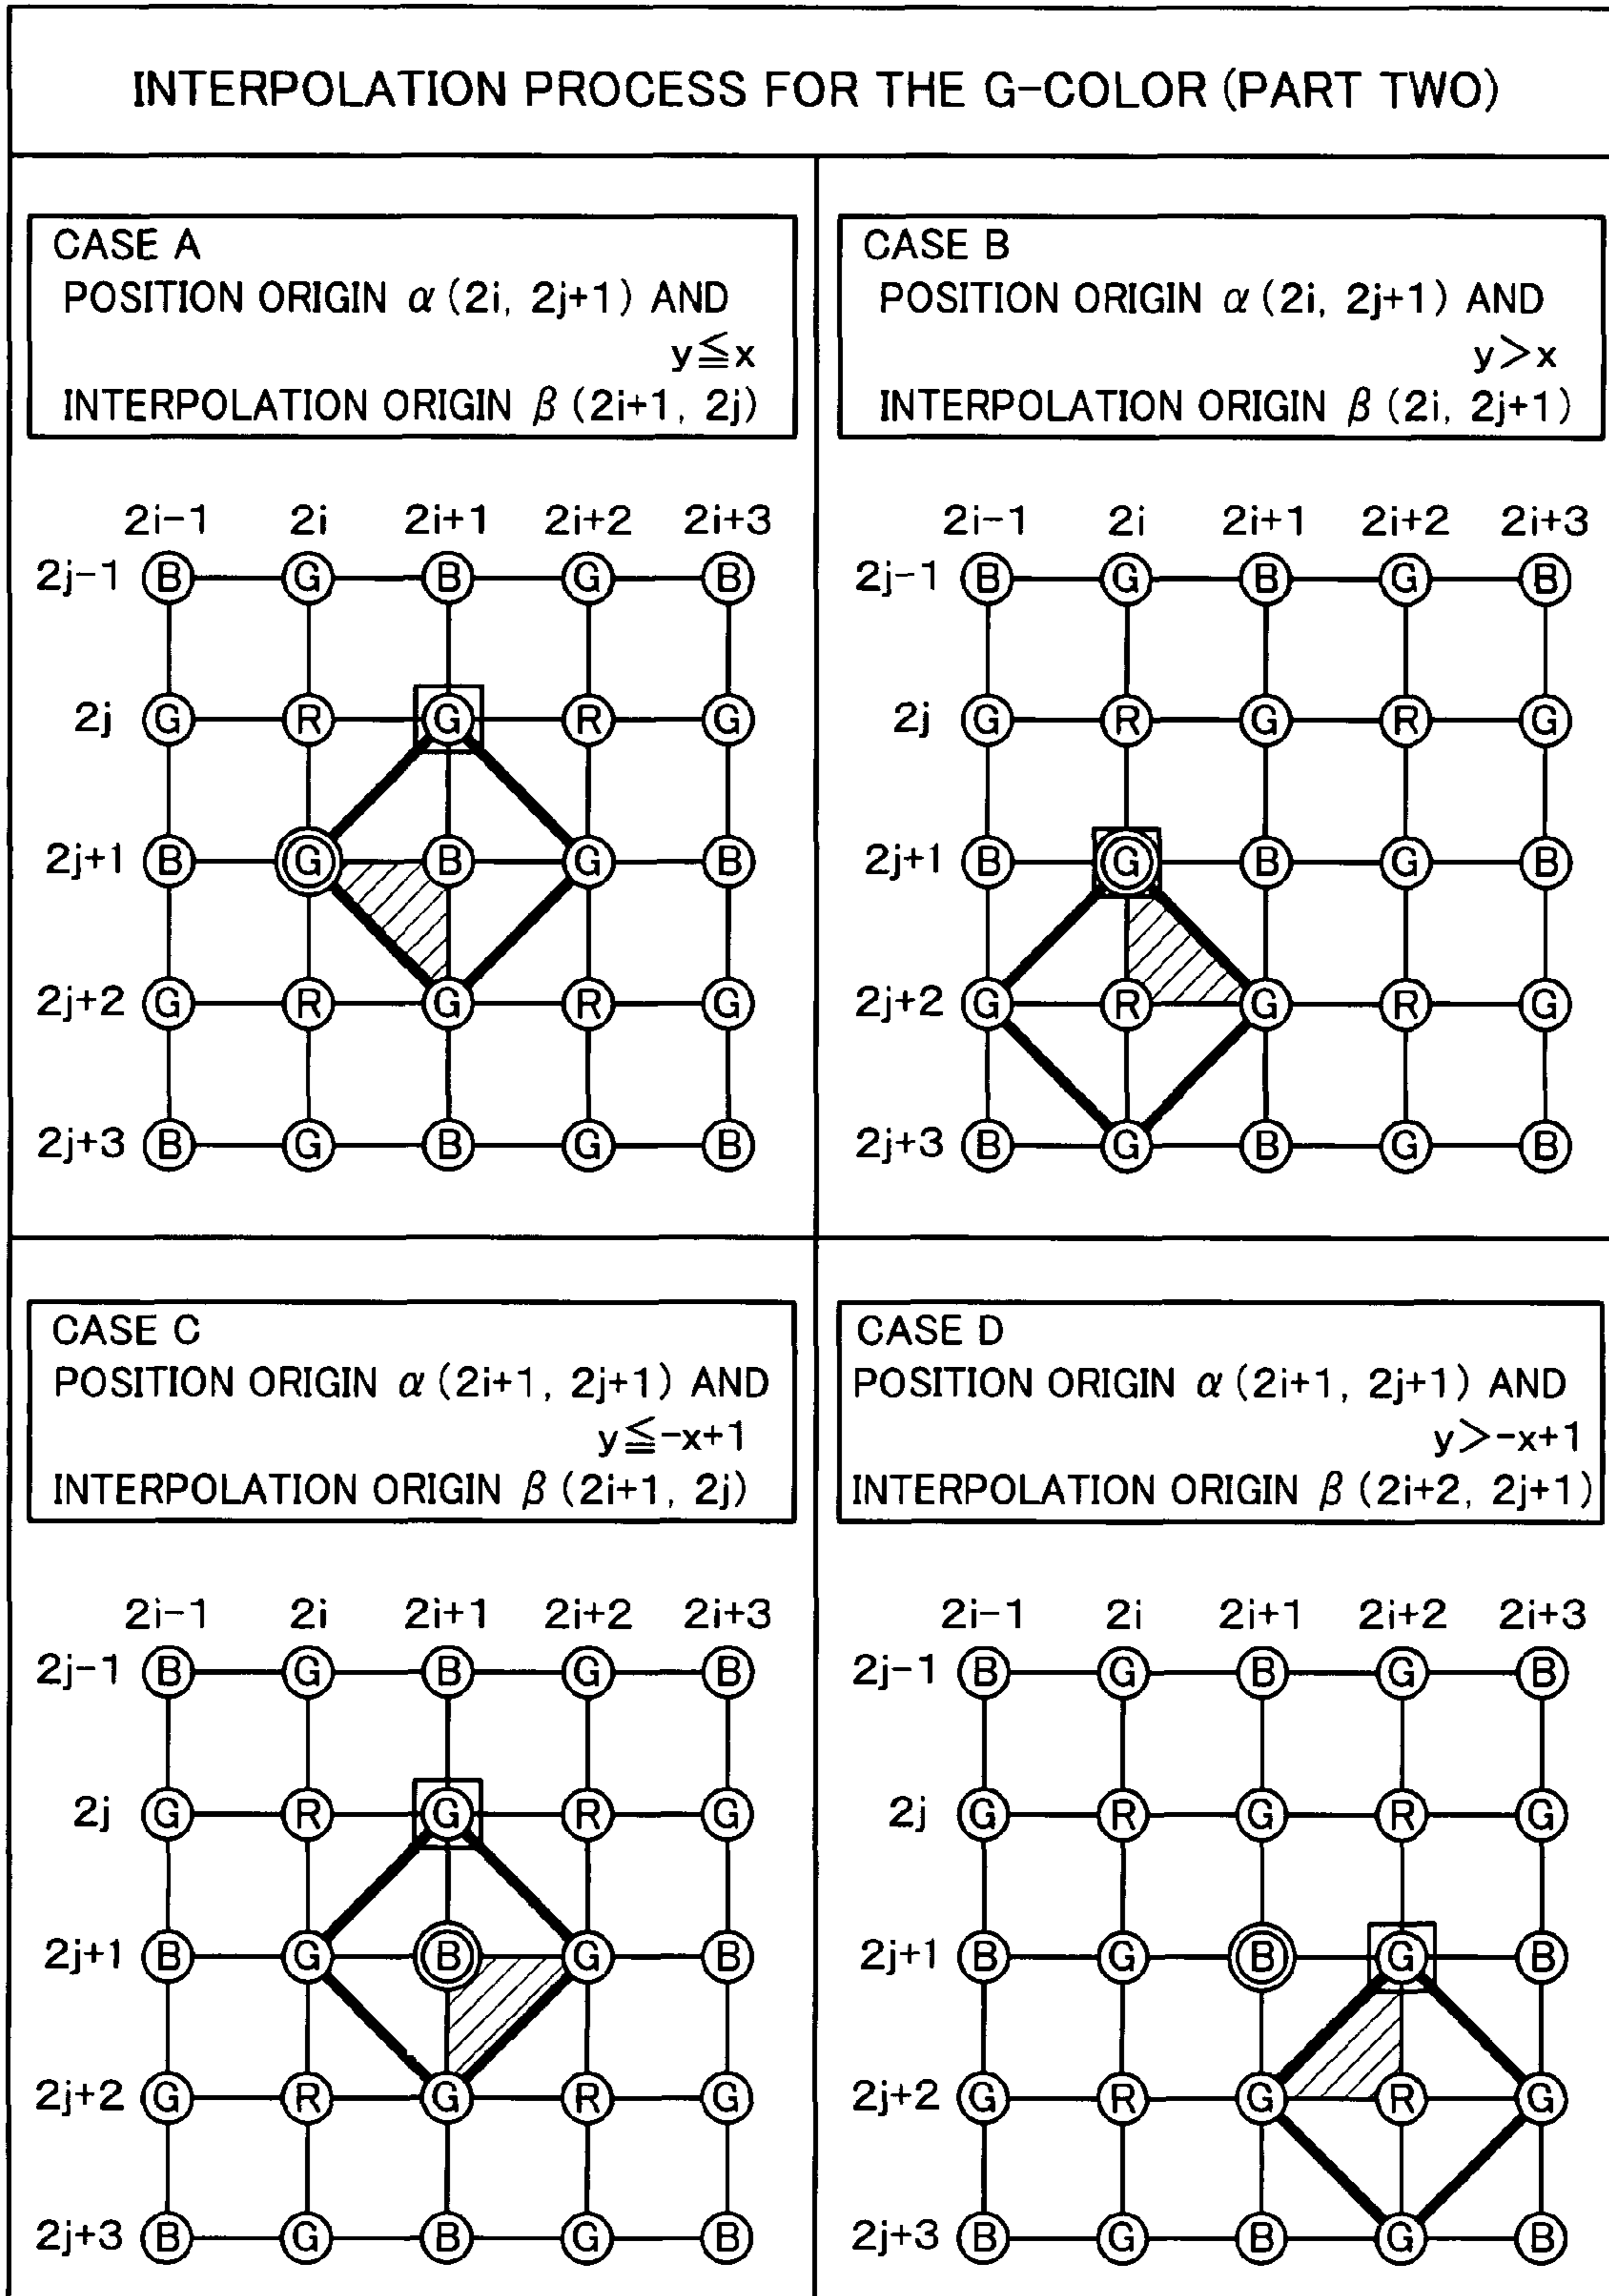 INTERPOLATION PROCESS FOR THE G-COLOR (PART TWO)
CASE A
POSITION ORIGIN α (2i, 2j+1) AND
y≦x
INTERPOLATION ORIGIN β (2i+1, 2j)
2i-1 2i 2i+1 2i+2 2i+3
2j-1 B G B G B
2j G R G R G
2j+1 B G B G B
2j+2 G R G R G
2j+3 B G B G B
CASE B
POSITION ORIGIN α (2i, 2j+1) AND
y>x
INTERPOLATION ORIGIN β (2i, 2j+1)
2i-1 2i 2i+1 2i+2 2i+3
2j-1 B G B G B
2j G R G R G
2j+1 B G B G B
2j+2 G R G R G
2j+3 B G B G B
CASE C
POSITION ORIGIN α (2i+1, 2j+1) AND
y≦-x+1
INTERPOLATION ORIGIN β (2i+1, 2j)
2i-1 2i 2i+1 2i+2 2i+3
2j-1 B G B G B
2j G R G R G
2j+1 B G B G B
2j+2 G R G R G
2j+3 B G B G B
CASE D
POSITION ORIGIN α (2i+1, 2j+1) AND
y>-x+1
INTERPOLATION ORIGIN β (2i+2, 2j+1)
2i-1 2i 2i+1 2i+2 2i+3
2j-1 B G B G B
2j G R G R G
2j+1 B G B G B
2j+2 G R G R G
2j+3 B G B G B